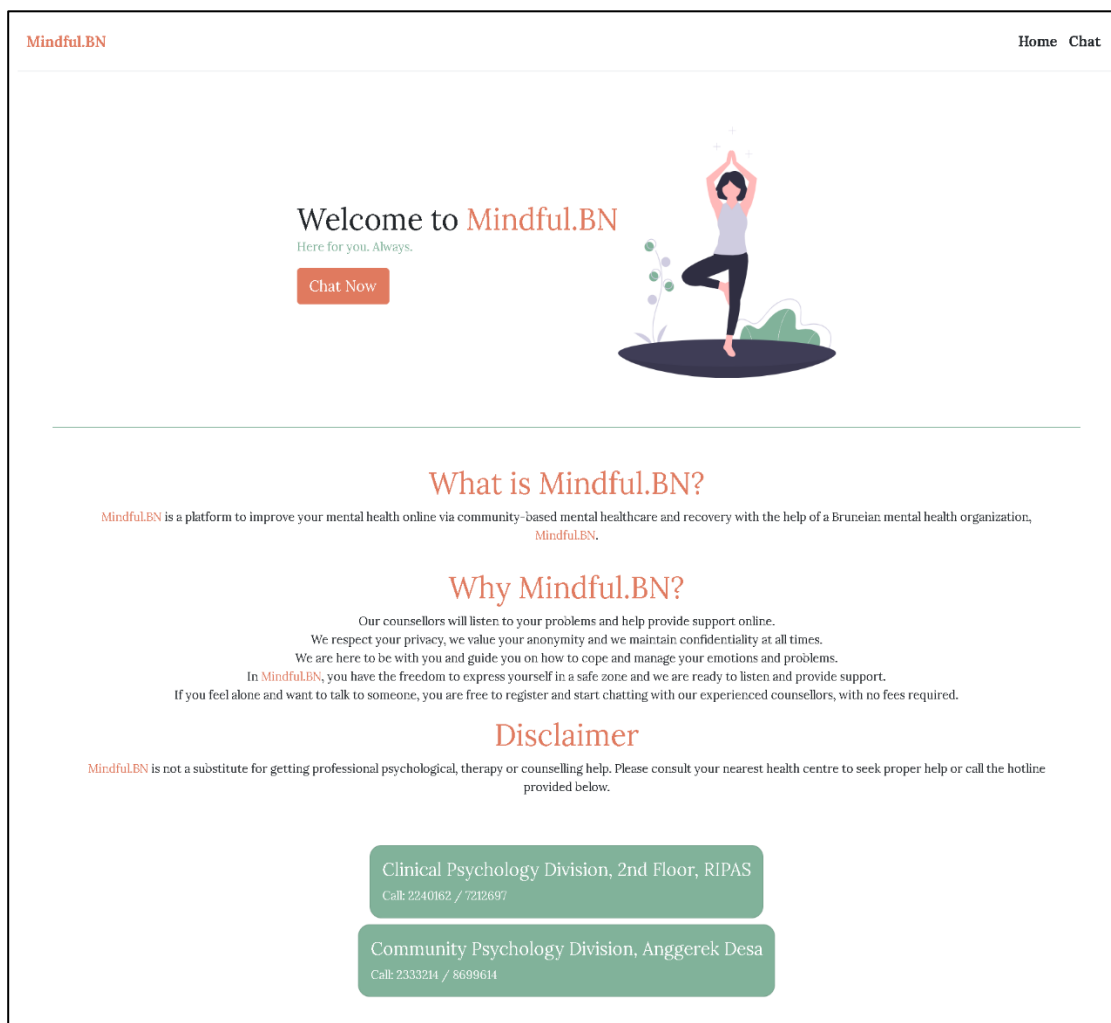 Mindful.BN
Home Chat
Welcome to Mindful.BN
Here for you. Always.
Chat Now
What is Mindful.BN?
Mindful.BN is a platform to improve your mental health online via community-based mental healthcare and recovery with the help of a Bruneian mental health organization,
Mindful.BN.
Why Mindful.BN?
Our counsellors will listen to your problems and help provide support online.
We respect your privacy, we value your anonymity and we maintain confidentiality at all times.
We are here to be with you and guide you on how to cope and manage your emotions and problems.
In Mindful.BN, you have the freedom to express yourself in a safe zone and we are ready to listen and provide support.
If you feel alone and want to talk to someone, you are free to register and start chatting with our experienced counsellors, with no fees required.
Disclaimer
Mindful.BN is not a substitute for getting professional psychological, therapy or counselling help. Please consult your nearest health centre to seek proper help or call the hotline
provided below.
Clinical Psychology Division, 2nd Floor, RIPAS
Call: 2240162 / 7212697
Community Psychology Division, Anggerek Desa
Call: 2333214 / 8699614